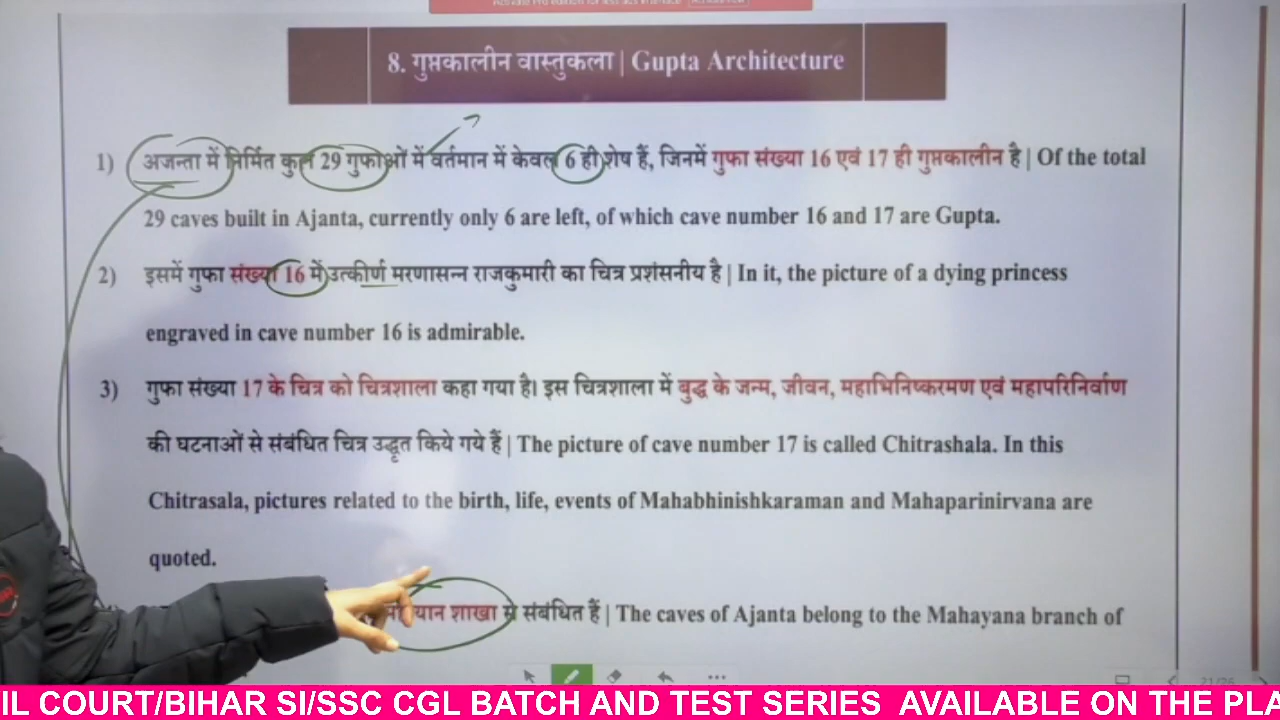 8. गुप्तकालीन वास्तुकला | Gupta Architecture
1) अजन्ता में निर्मित कुल 29 गुफाओं में वर्तमान में केवल 6 ही शेष हैं, जिनमें गुफा संख्या 16 एवं 17 ही गुप्तकालीन है | Of the total
29 caves built in Ajanta, currently only 6 are left, of which cave number 16 and 17 are Gupta.
2) इसमें गुफा संख्या 16 में उत्कीर्ण मरणासन्न राजकुमारी का चित्र प्रशंसनीय है | In it, the picture of a dying princess
engraved in cave number 16 is admirable.
3) गुफा संख्या 17 के चित्र को चित्रशाला कहा गया है। इस चित्रशाला में बुद्ध के जन्म, जीवन, महाभिनिष्करमण एवं महापरिनिर्वाण
की घटनाओं से संबंधित चित्र उद्धृत किये गये हैं | The picture of cave number 17 is called Chitrashala. In this
Chitrasala, pictures related to the birth, life, events of Mahabhinishkaraman and Mahaparinirvana are
quoted.
शाखा से संबंधित हैं | The caves of Ajanta belong to the Mahayana branch of
21/26
IL COURT/BIHAR SI/SSC CGL BATCH AND TEST SERIES AVAILABLE ON THE PLA